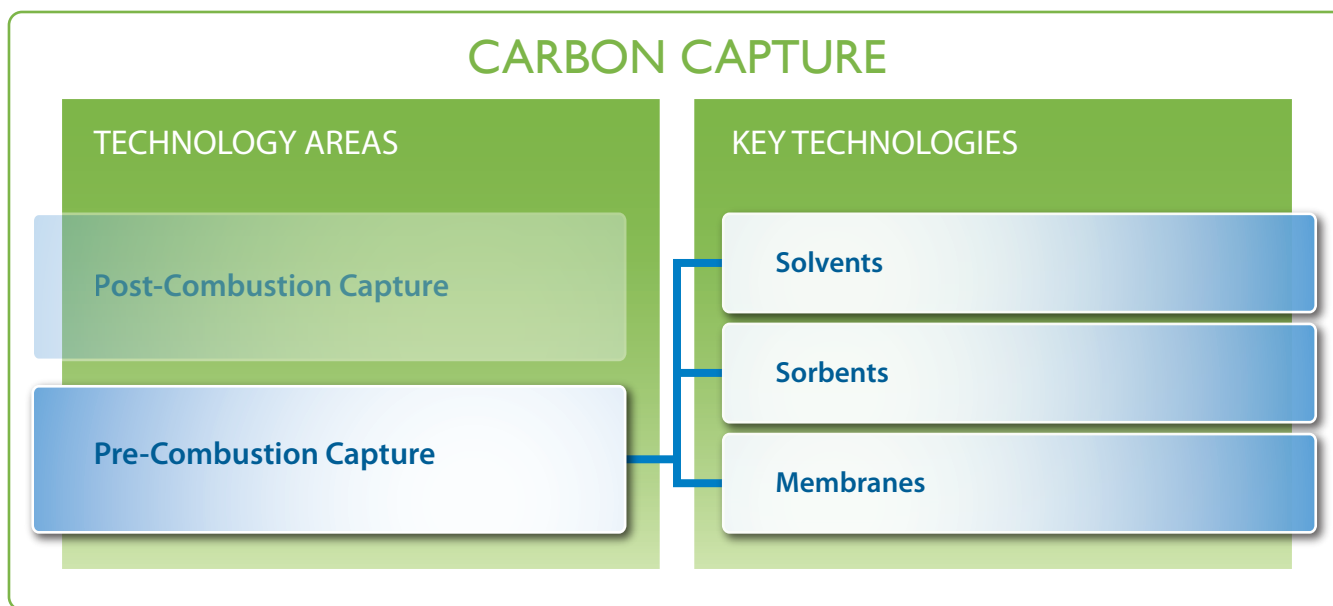 CARBON CAPTURE
TECHNOLOGY AREAS
Post-Combustion Capture
Pre-Combustion Capture
KEY TECHNOLOGIES
Solvents
Sorbents
Membranes